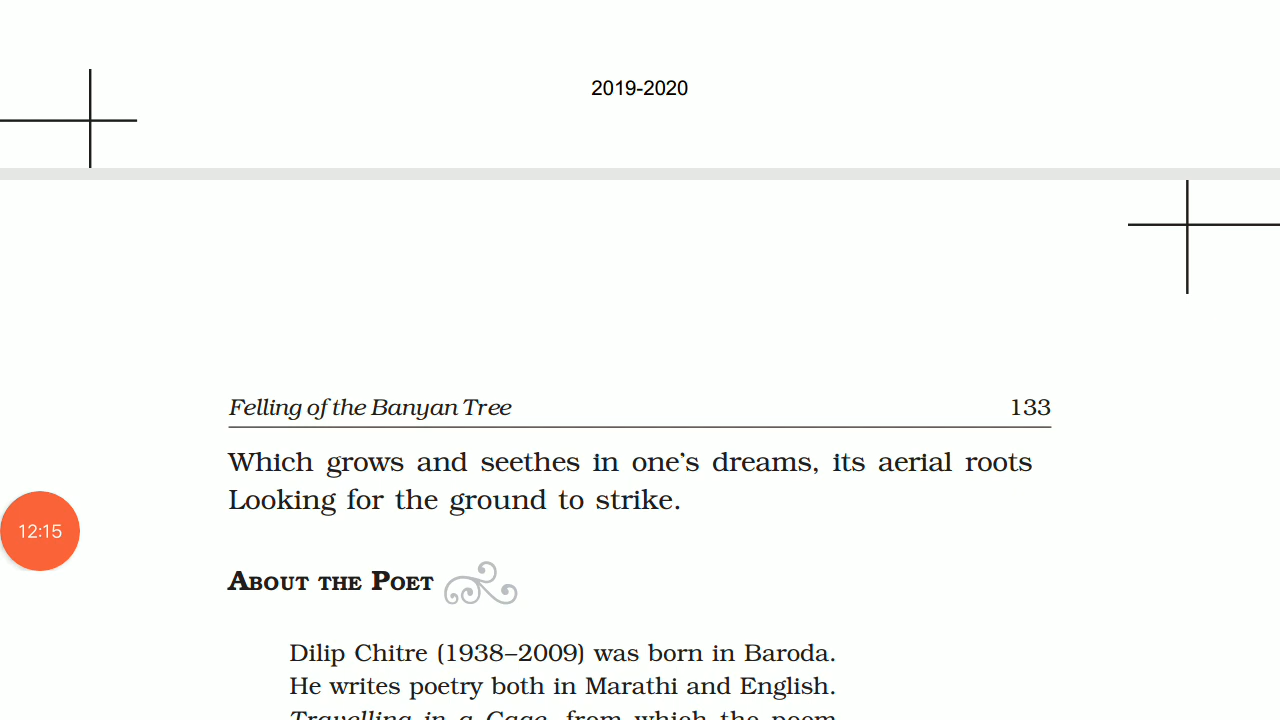 2019-2020
Felling of the Banyan Tree 133
Which grows and seethes in one's dreams, its aerial roots
Looking for the ground to strike.
12:15
ABOUT THE POET
Dilip Chitre (1938–2009) was born in Baroda.
He writes poetry both in Marathi and English.
Travelling in a Cage, from which the poem